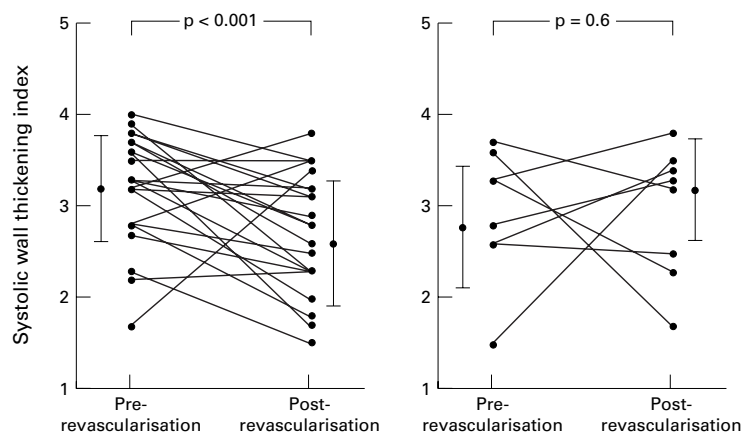 Systolic wall thickening index
5
4
3
2
1
p < 0.001
Pre-
revascularisation
Post-
revascularisation
5
4
3
2
1
p = 0.6
Pre-
revascularisation
Post-
revascularisation